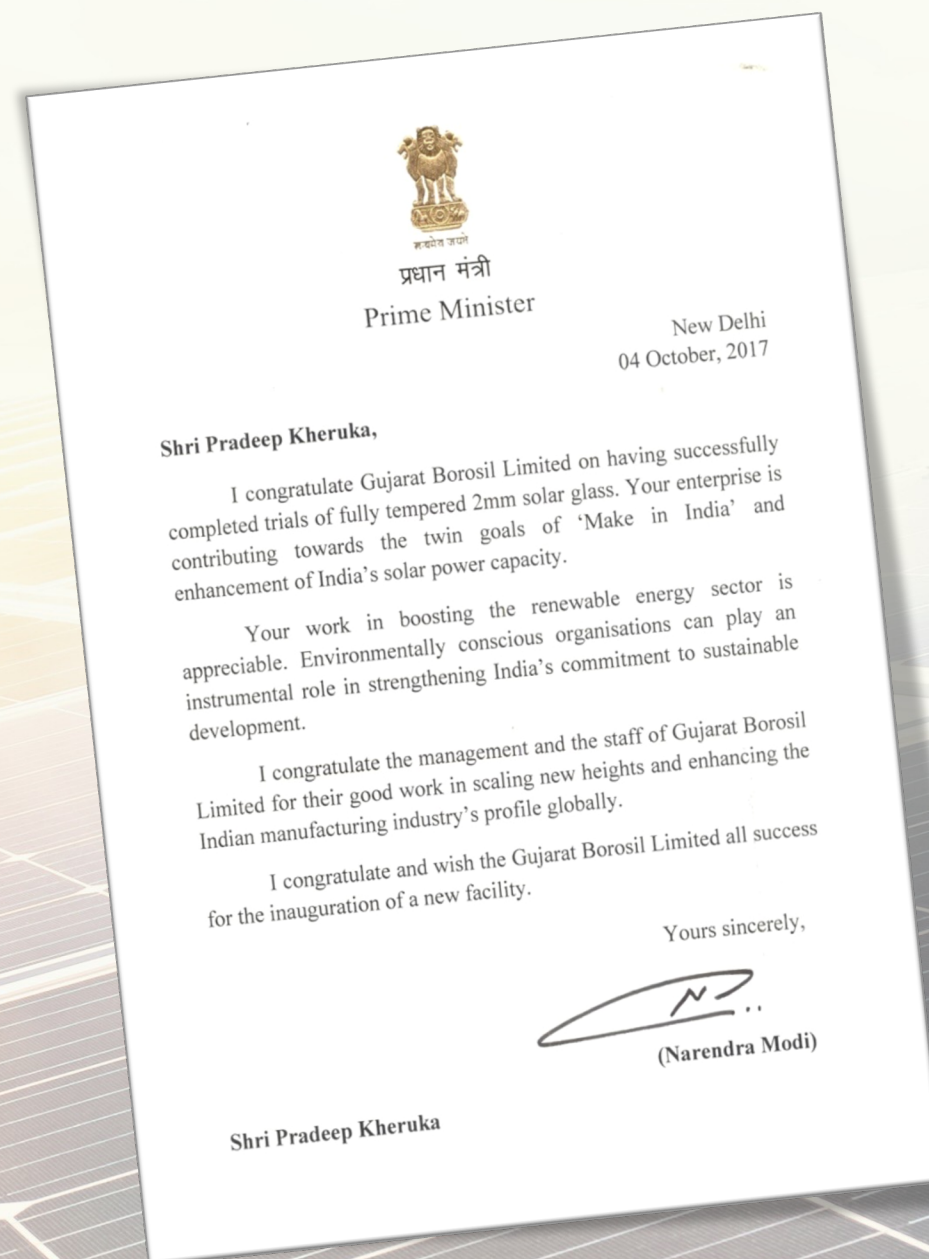 सत्यमेव जयते
प्रधान मंत्री
Prime Minister
New Delhi
04 October, 2017
Shri Pradeep Kheruka,
I congratulate Gujarat Borosil Limited on having successfully
completed trials of fully tempered 2mm solar glass. Your enterprise is
contributing towards the twin goals of ‘Make in India’ and
enhancement of India’s solar power capacity.
Your work in boosting the renewable energy sector is
appreciable. Environmentally conscious organisations can play an
instrumental role in strengthening India’s commitment to sustainable
development.
I congratulate the management and the staff of Gujarat Borosil
Limited for their good work in scaling new heights and enhancing the
Indian manufacturing industry’s profile globally.
I congratulate and wish the Gujarat Borosil Limited all success
for the inauguration of a new facility.
Yours sincerely,
(Narendra Modi)
Shri Pradeep Kheruka